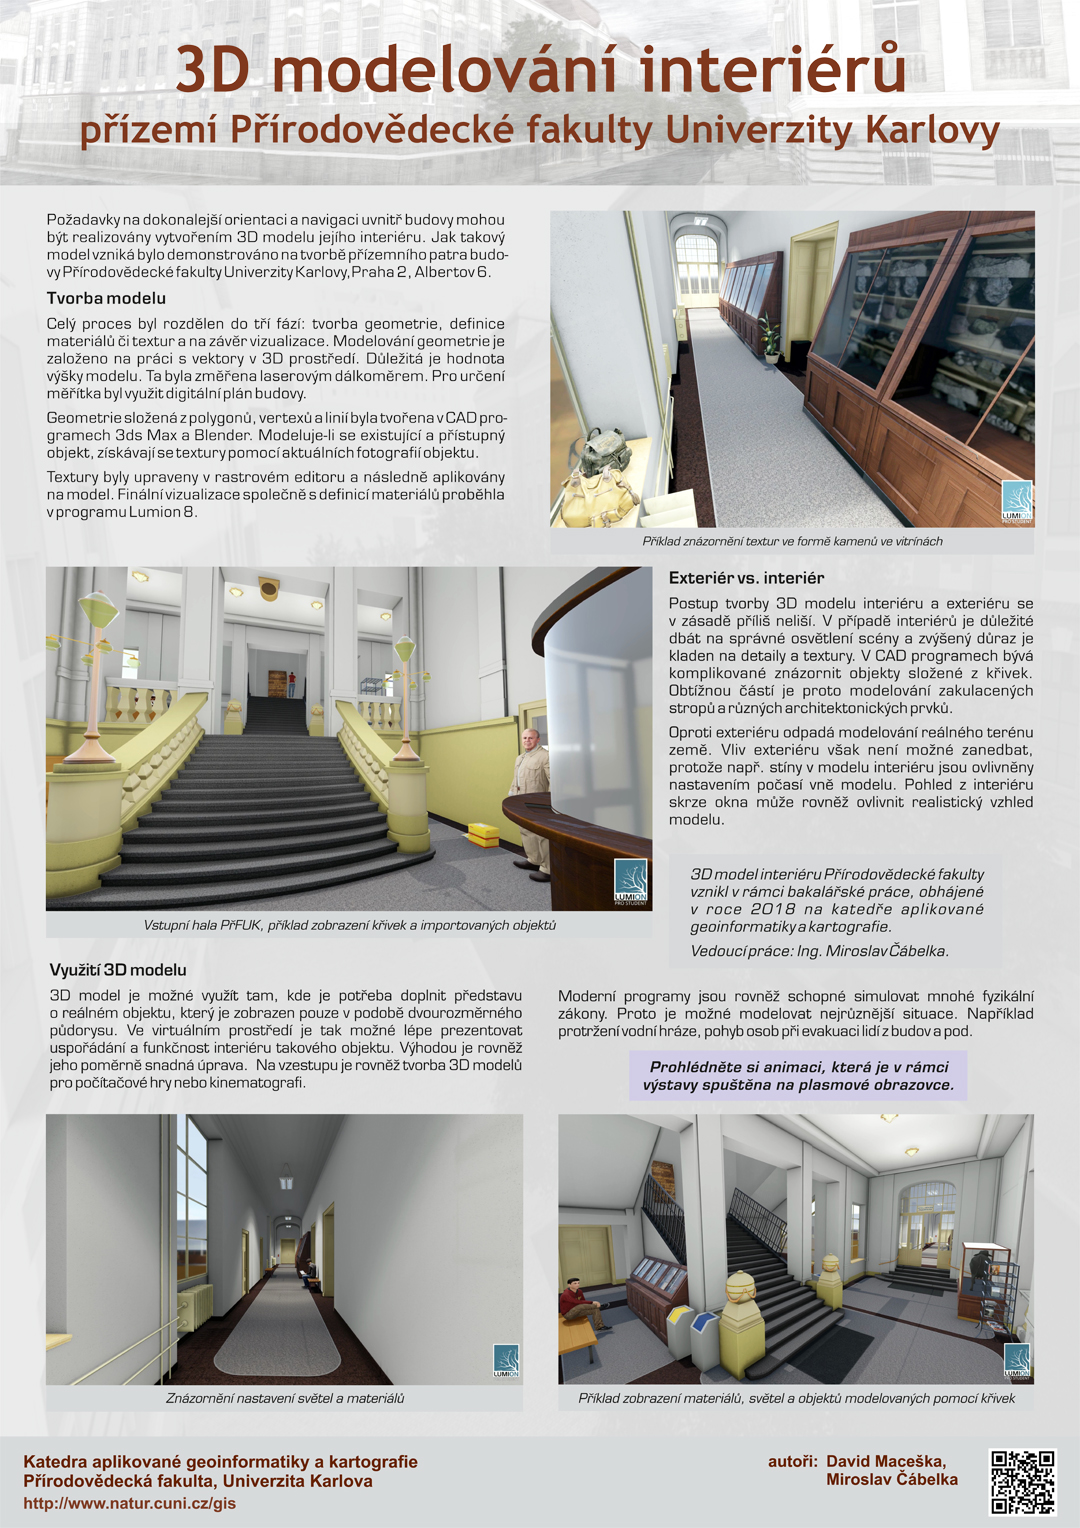 3D modelování interiérů
přízemí Přírodovědecké fakulty Univerzity Karlovy
Požadavky na dokonalejší orientaci a navigaci uvnitř budovy mohou
být realizovány vytvořením 3D modelu jejího interiéru. Jak takový
model vzniká bylo demonstrováno na tvorbě přízemního patra budo-
vy Přírodovědecké fakulty Univerzity Karlovy, Praha 2, Albertov 6.
Tvorba modelu
Celý proces byl rozdělen do tří fází: tvorba geometrie, definice
materiálů či textur a na závěr vizualizace. Modelování geometrie je
založeno na práci s vektory v 3D prostředí. Důležitá je hodnota
výšky modelu. Ta byla změřena laserovým dálkoměrem. Pro určení
měřítka byl využit digitální plán budovy.
Geometrie složená z polygonů, vertexů a linií byla tvořena v CAD pro-
gramech 3ds Max a Blender. Modeluje-li se existující a přístupný
objekt, získávají se textury pomocí aktuálních fotografií objektu.
Textury byly upraveny v rastrovém editoru a následně aplikovány
na model. Finální vizualizace společně s definicí materiálů proběhla
v programu Lumion 8.
LUMION
PRO STUDENT
Příklad znázornění textur ve formě kamenů ve vitrínách
LUMION
PRO STUDENT
Vstupní hala PřFUK, příklad zobrazení křivek a importovaných objektů
Exteriér vs. interiér
Postup tvorby 3D modelu interiéru a exteriéru se
v zásadě příliš neliší. V případě interiérů je důležité
dbát na správné osvětlení scény a zvýšený důraz je
kladen na detaily a textury. V CAD programech bývá
komplikované znázornit objekty složené z křivek.
Obtížnou částí je proto modelování zakulacených
stropů a různých architektonických prvků.
Oproti exteriéru odpadá modelování reálného terénu
země. Vliv exteriéru však není možné zanedbat,
protože např. stíny v modelu interiéru jsou ovlivněny
nastavením počasí vně modelu. Pohled z interiéru
skrze okna může rovněž ovlivnit realistický vzhled
modelu.
3D model interiéru Přírodovědecké fakulty
vznikl v rámci bakalářské práce, obhájené
v roce 2018 na katedře aplikované
geoinformatiky a kartografie.
Vedoucí práce: Ing. Miroslav Čábelka.
Využití 3D modelu
3D model je možné využít tam, kde je potřeba doplnit představu
o reálném objektu, který je zobrazen pouze v podobě dvourozměrného
půdorysu. Ve virtuálním prostředí je tak možné lépe prezentovat
uspořádání a funkčnost interiéru takového objektu. Výhodou je rovněž
jeho poměrně snadná úprava. Na vzestupu je rovněž tvorba 3D modelů
pro počítačové hry nebo kinematografi.
Moderní programy jsou rovněž schopné simulovat mnohé fyzikální
zákony. Proto je možné modelovat nejrůznější situace. Například
protržení vodní hráze, pohyb osob při evakuaci lidí z budov a pod.
Prohlédněte si animaci, která je v rámci
výstavy spuštěna na plasmové obrazovce.
LUMION
Znázornění nastavení světel a materiálů
LUMION
PRO STUDENT
Příklad zobrazení materiálů, světel a objektů modelovaných pomocí křivek
Katedra aplikované geoinformatiky a kartografie
Přírodovědecká fakulta, Univerzita Karlova
http://www.natur.cuni.cz/gis
autoři: David Maceška,
Miroslav Čábelka